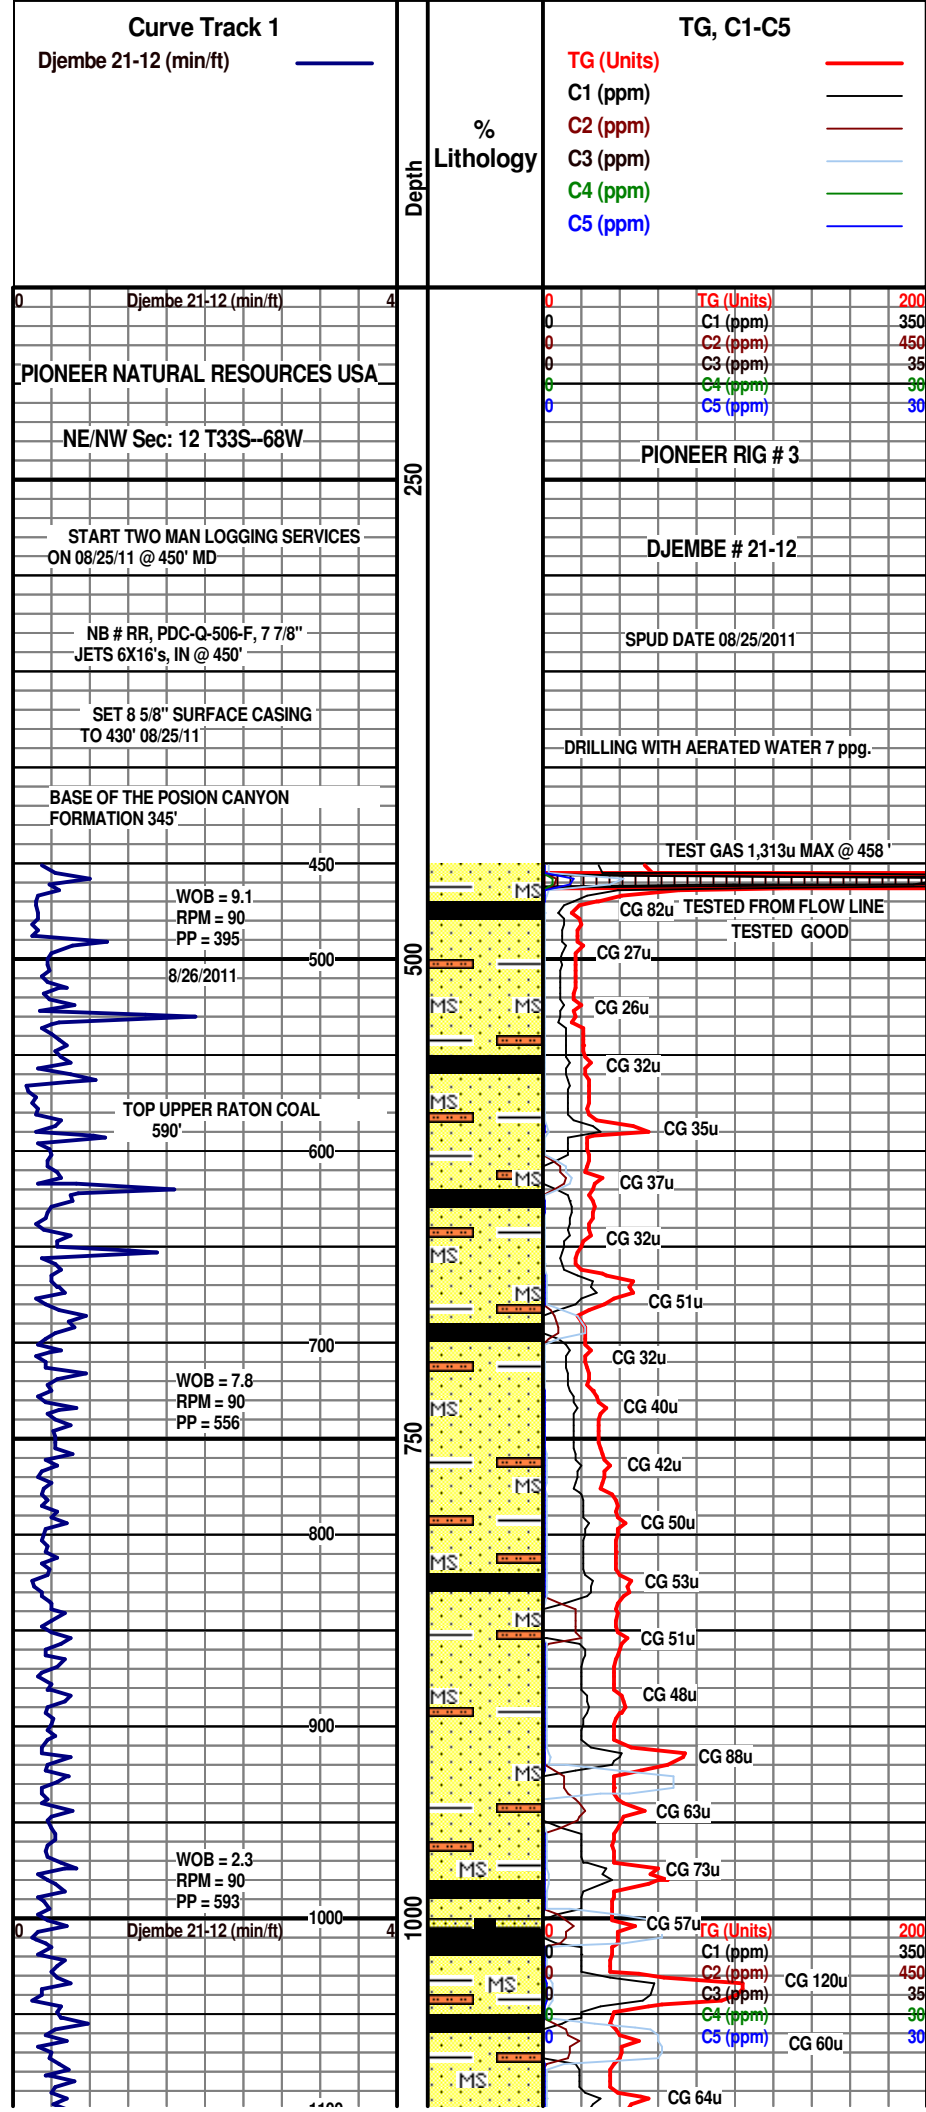 Curve Track 1
Djembe 21-12 (min/ft)
Depth
%
Lithology
TG, C1-C5
TG (Units)
C1 (ppm)
C2 (ppm)
C3 (ppm)
C4 (ppm)
C5 (ppm)
0 Djembe 21-12 (min/ft) 4
0 TG (Units) 200
0 C1 (ppm) 350
0 C2 (ppm) 450
0 C3 (ppm) 35
0 C4 (ppm) 30
0 C5 (ppm) 30
PIONEER NATURAL RESOURCES USA
NE/NW Sec: 12 T33S--68W
PIONEER RIG # 3
250
START TWO MAN LOGGING SERVICES
ON 08/25/11 @ 450' MD
DJEMBE # 21-12
NB # RR, PDC-Q-506-F, 7 7/8"
JETS 6X16's, IN @ 450'
SPUD DATE 08/25/2011
SET 8 5/8" SURFACE CASING
TO 430' 08/25/11
DRILLING WITH AERATED WATER 7 ppg.
BASE OF THE POSION CANYON
FORMATION 345'
TEST GAS 1,313u MAX @ 458 '
450
MS
WOB = 9.1
RPM = 90
PP = 395
CG 82u
TESTED FROM FLOW LINE
TESTED GOOD
CG 27u
500
500
8/26/2011
MS MS
CG 26u
CG 32u
MS
TOP UPPER RATON COAL
590'
CG 35u
600
MS
CG 37u
CG 32u
MS
MS
CG 51u
700
CG 32u
WOB = 7.8
RPM = 90
PP = 556
MS
CG 40u
750
CG 42u
MS
CG 50u
800
MS
CG 53u
MS
CG 51u
MS
CG 48u
900
CG 88u
MS
CG 63u
WOB = 2.3
RPM = 90
PP = 593
MS
CG 73u
1000
1000
CG 57u
0 Djembe 21-12 (min/ft) 4
0 TG (Units) 200
0 C1 (ppm) 350
0 C2 (ppm) 450
0 C3 (ppm) 35
0 C4 (ppm) 30
0 C5 (ppm) 30
MS
CG 120u
CG 60u
MS
CG 64u
1100